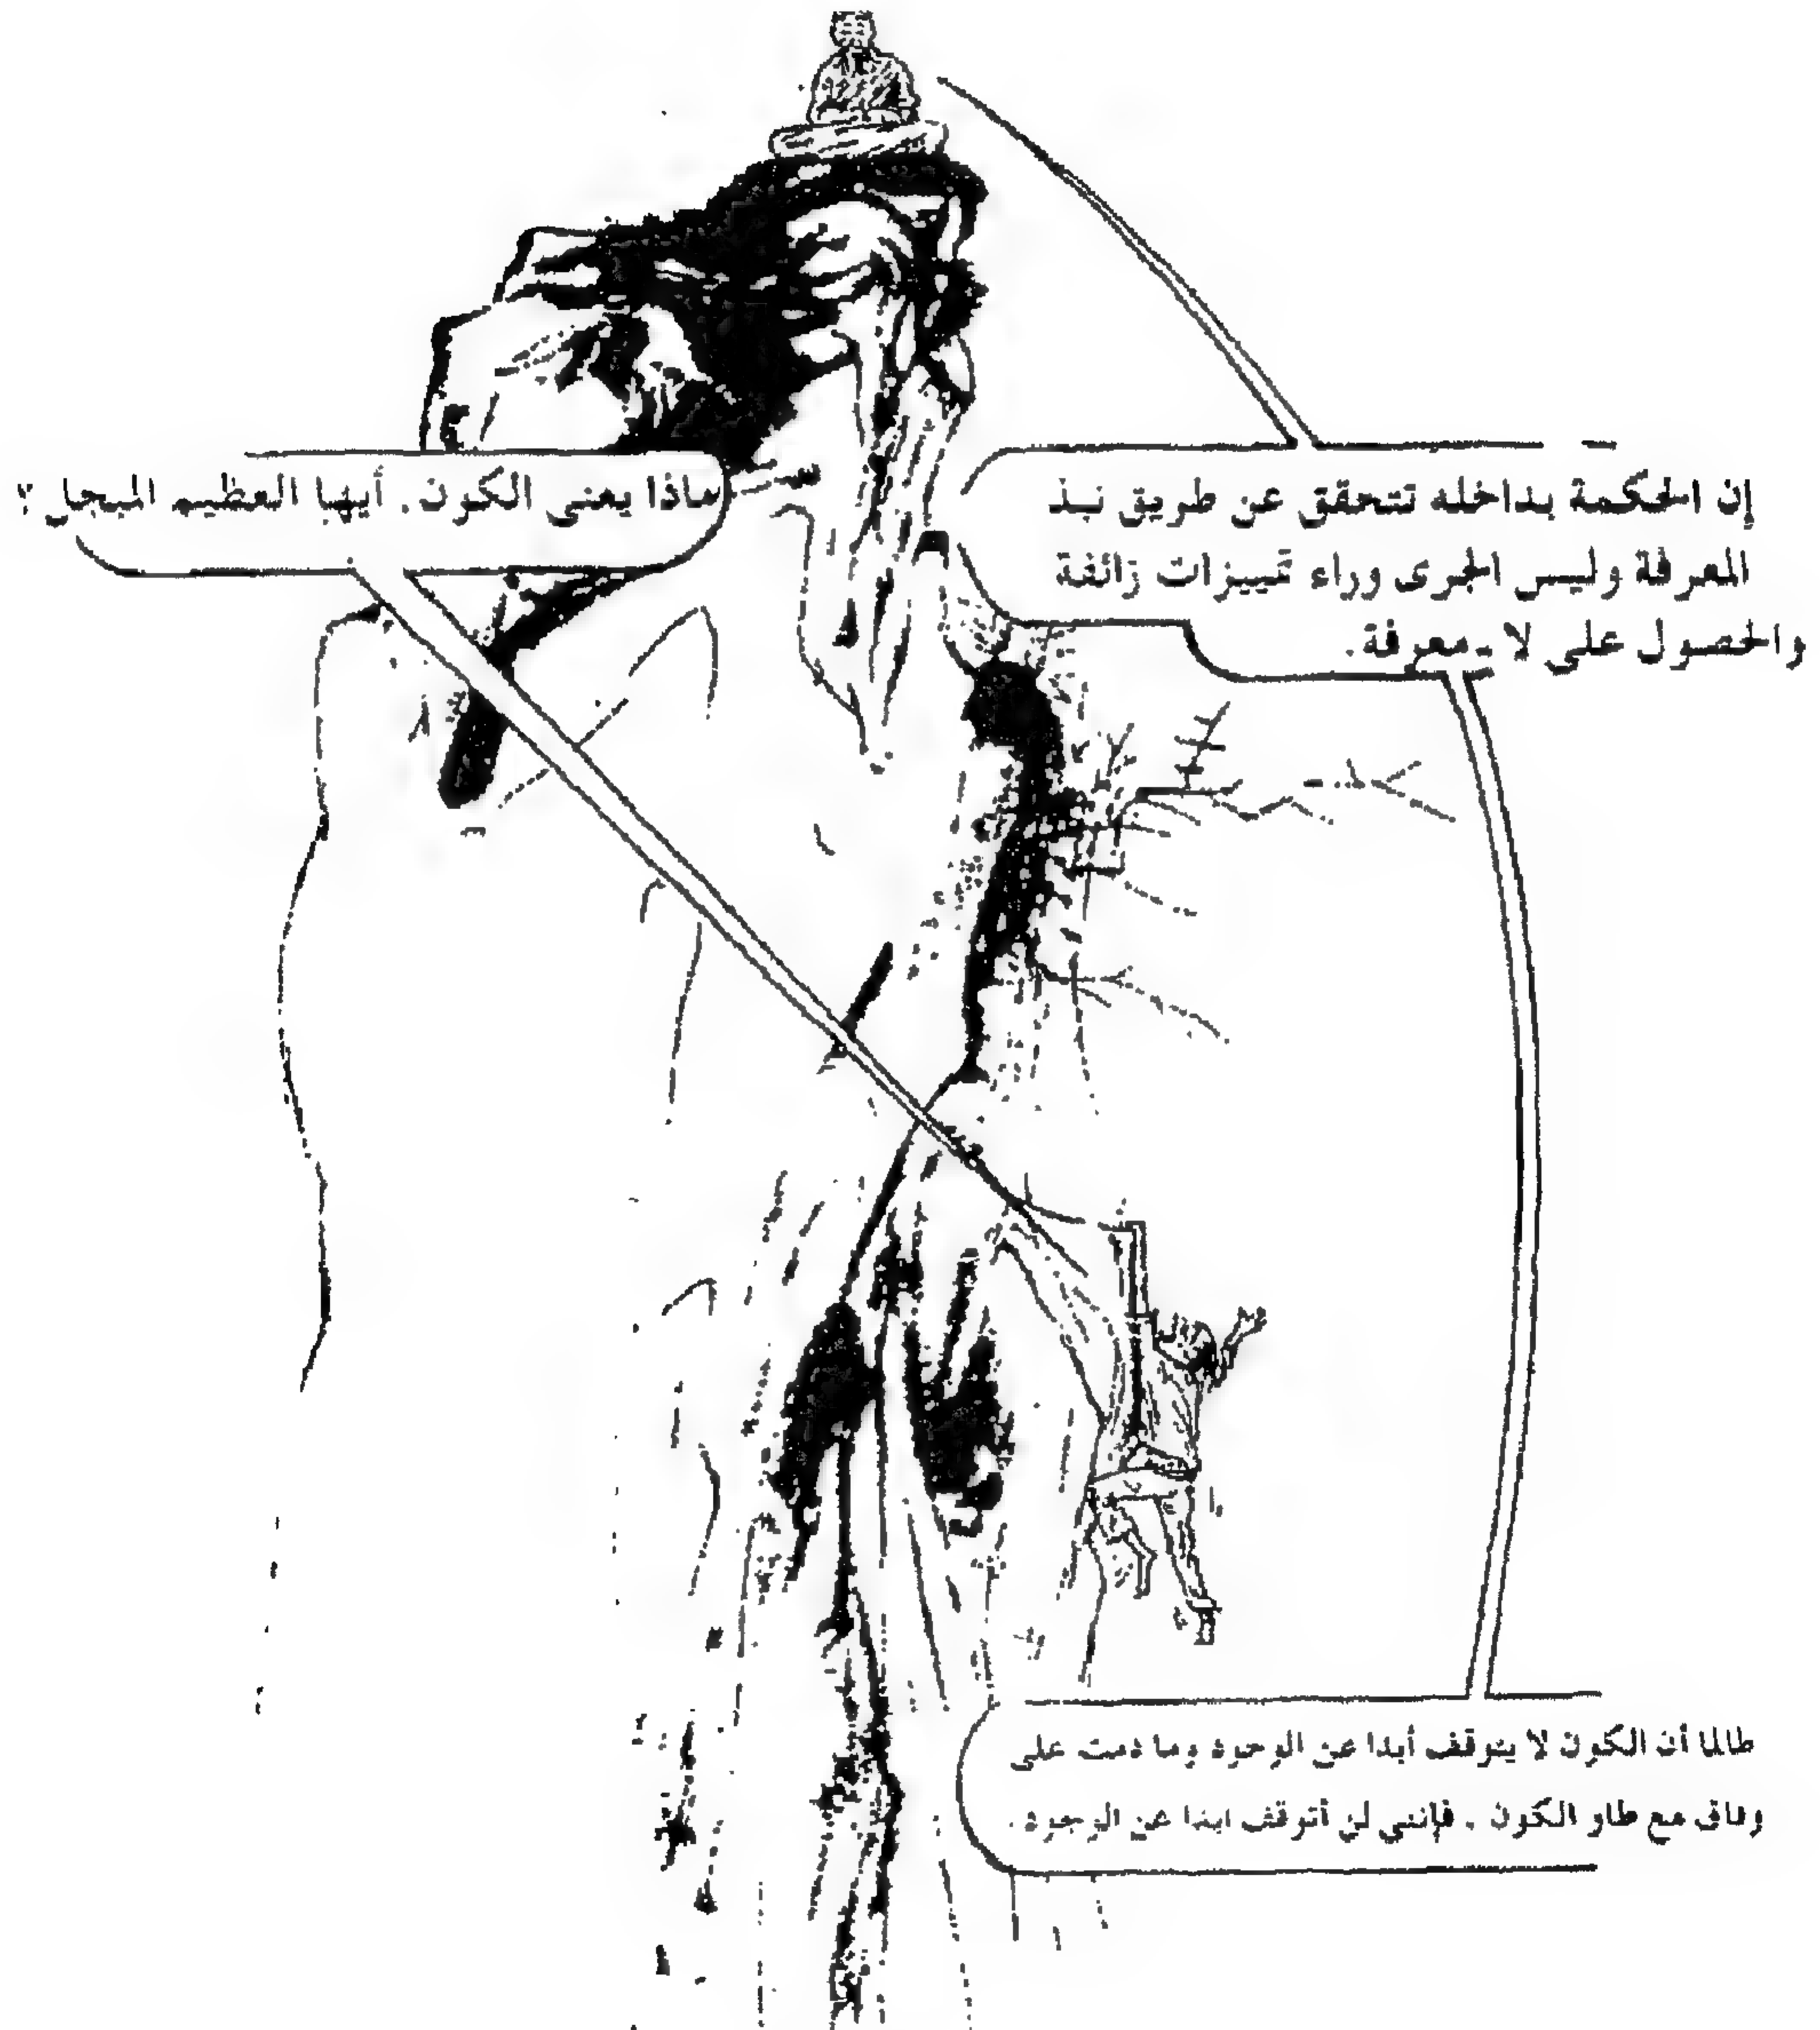 ماذا يعنى الكون. أيها العظيم المبجل ؟
إن الحكمة بداخله تتحقق عن طريق نبذ
المعرفة وليس الجرى وراء تمييزات زائفة
والحصول على لا - معرفة.
طالما أن الكون لا يتوقف أبدا عن الوجود وما دمت على
وفاق مع طاو الكون . فإننى لن أتوقف ابدا عن الوجود.